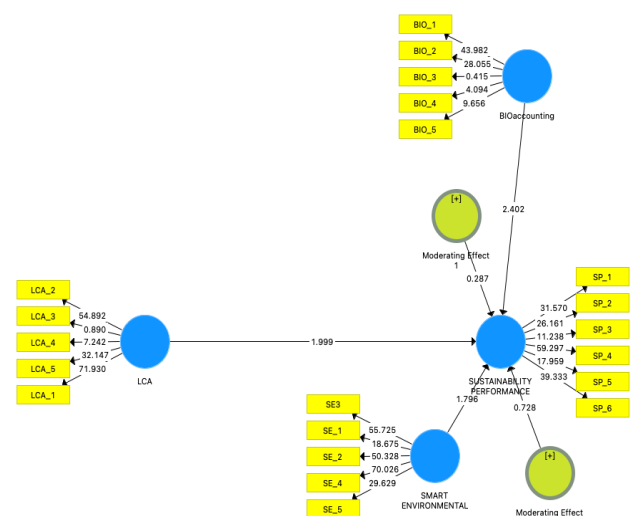 BIO_1
BIO_2
BIO_3
BIO_4
BIO_5
43.982
28.055
0.415
4.094
9.656
BIOaccounting
2.402
[+]
Moderating Effect
1
0.287
LCA_2
LCA_3
LCA_4
LCA_5
LCA_1
54.892
0.890
7.242
32.147
71.930
LCA
1.999
SUSTAINABILITY
PERFORMANCE
31.570
26.161
11.238
59.297
17.959
39.333
SP_1
SP_2
SP_3
SP_4
SP_5
SP_6
1.796
0.728
SE3
SE_1
SE_2
SE_4
SE_5
55.725
18.675
50.328
70.026
29.629
SMART
ENVIRONMENTAL
[+]
Moderating Effect